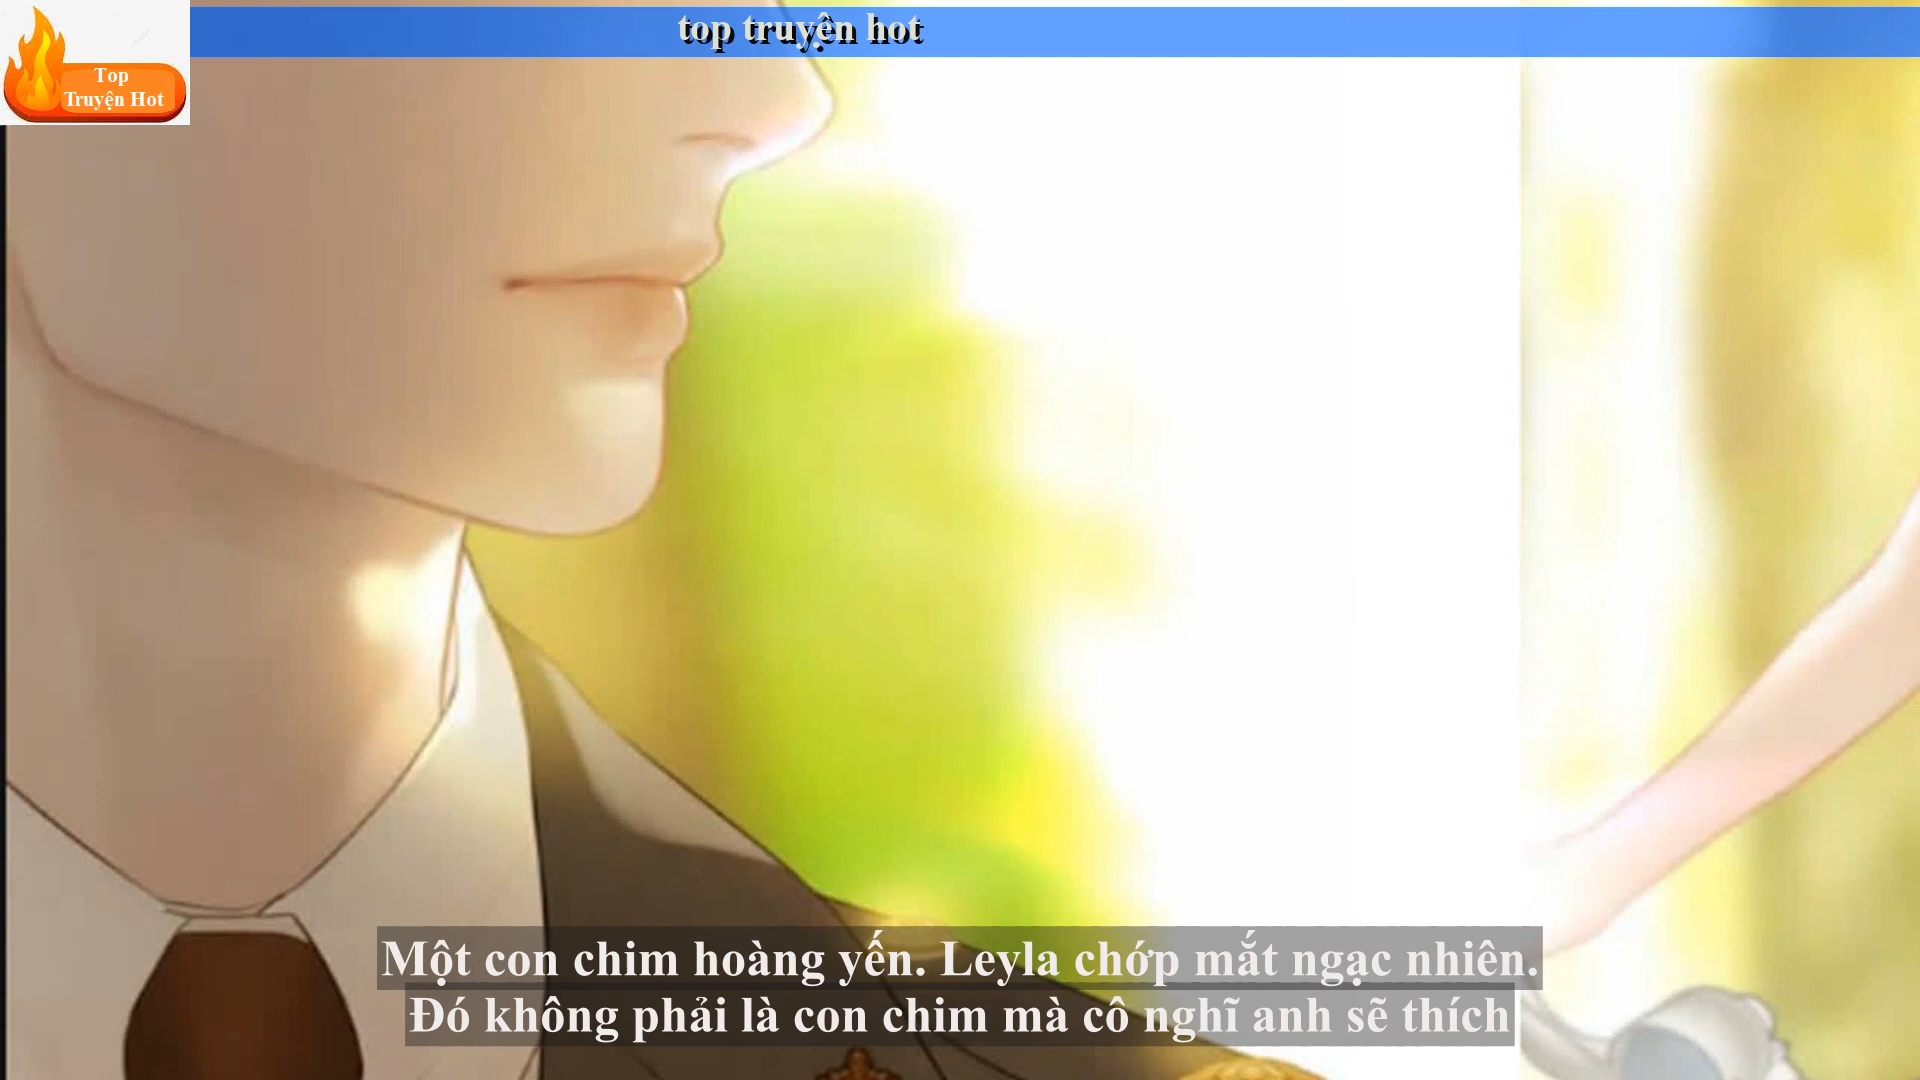 top truyện hot
Top
Truyện Hot
Một con chim hoàng yến. Leyla chớp mắt ngạc nhiên.
Đó không phải là con chim mà cô nghĩ anh sẽ thích